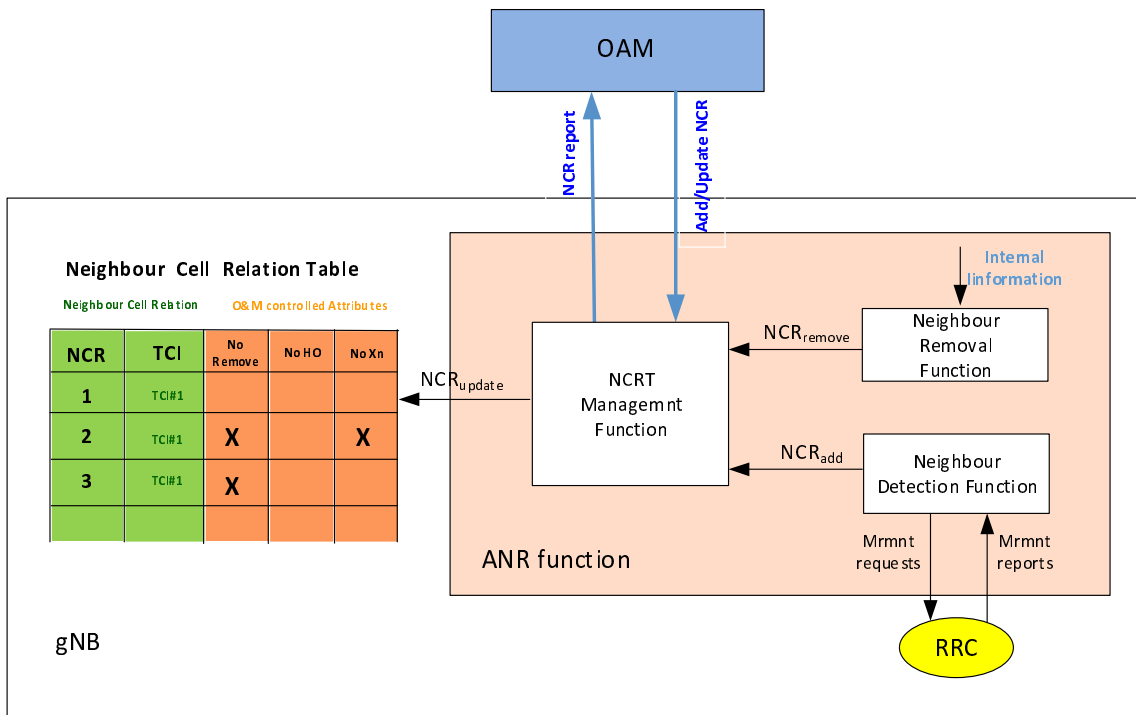 OAM
NCR report
Add/Update NCR
Neighbour Cell Relation Table
Neighbour Cell Relation
O&M controlled Attributes
NCR
TCI
No
Remove
No HO
No Xn
1
TCI#1
2
TCI#1
X
X
3
TCI#1
X
NCRupdate
NCRT
Managemnt
Function
NCRremove
NCRadd
Internal
Iinformation
Neighbour
Removal
Function
Neighbour
Detection Function
Mrmnt
requests
Mrmnt
reports
ANR function
RRC
gNB